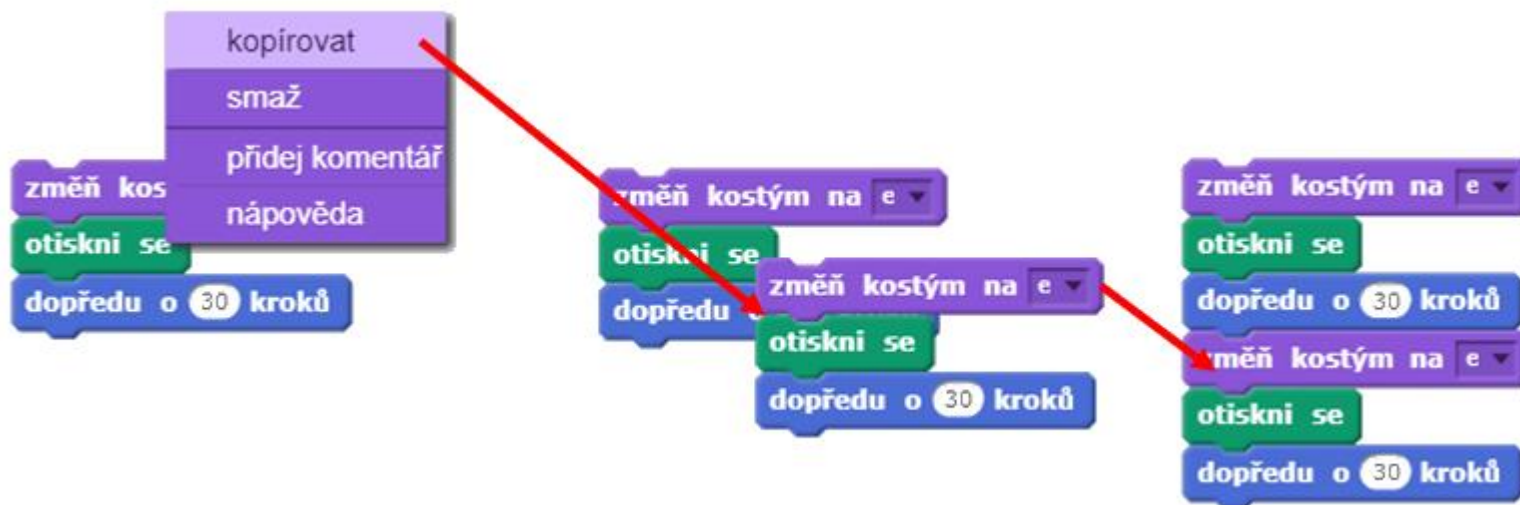 kopírovat
smaž
přidej komentář
nápověda
změň kos
otiskni se
dopředu o 30 kroků
změň kostým na e
otiskni se
dopředu o
změň kostým na e
otiskni se
dopředu o 30 kroků
změň kostým na e
otiskni se
dopředu o 30 kroků
změň kostým na e
otiskni se
dopředu o 30 kroků